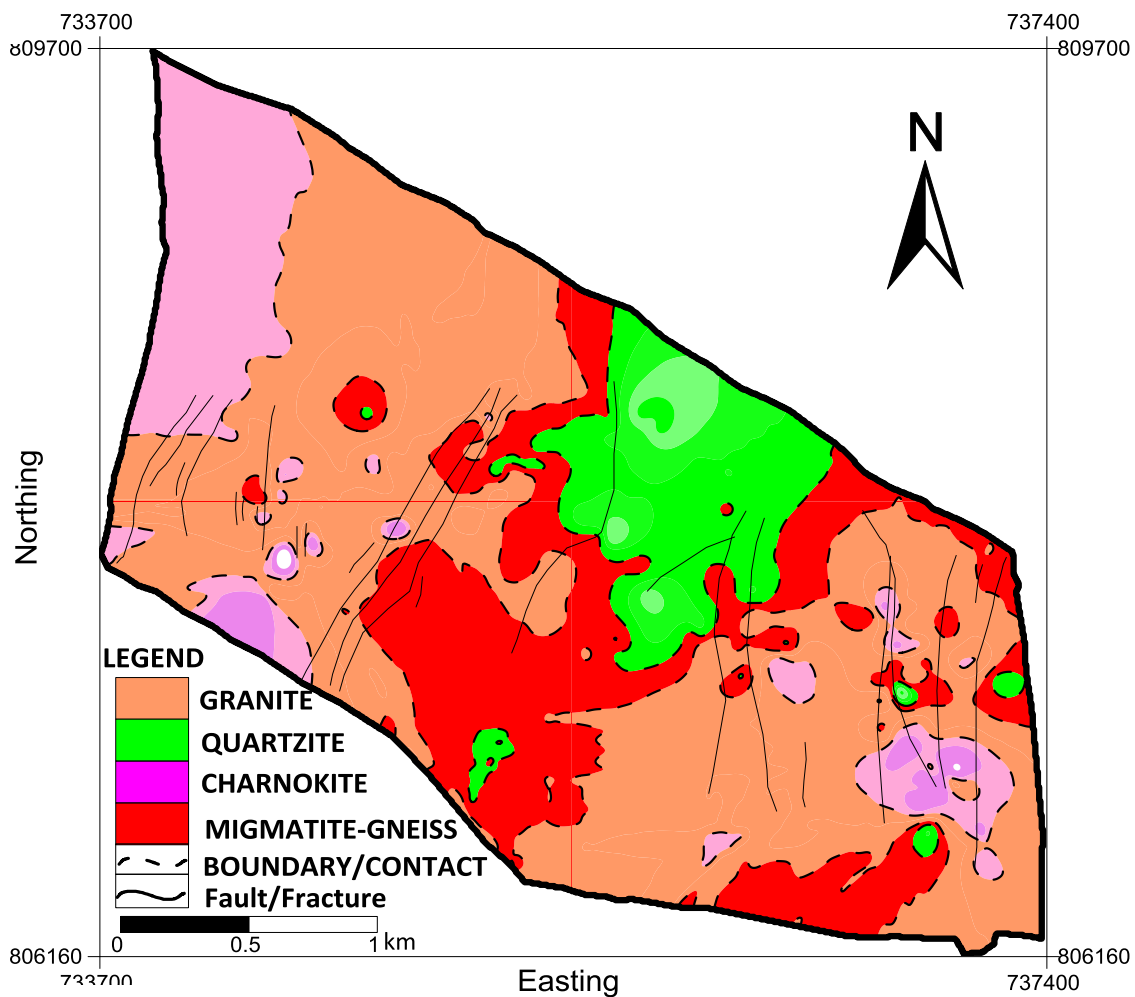 733700
737400
809700
809700
N
Northing
LEGEND
GRANITE
QUARTZITE
CHARNOKITE
MIGMATITE-GNEISS
BOUNDARY/CONTACT
Fault/Fracture
0
0.5
1 km
806160
733700
Easting
737400